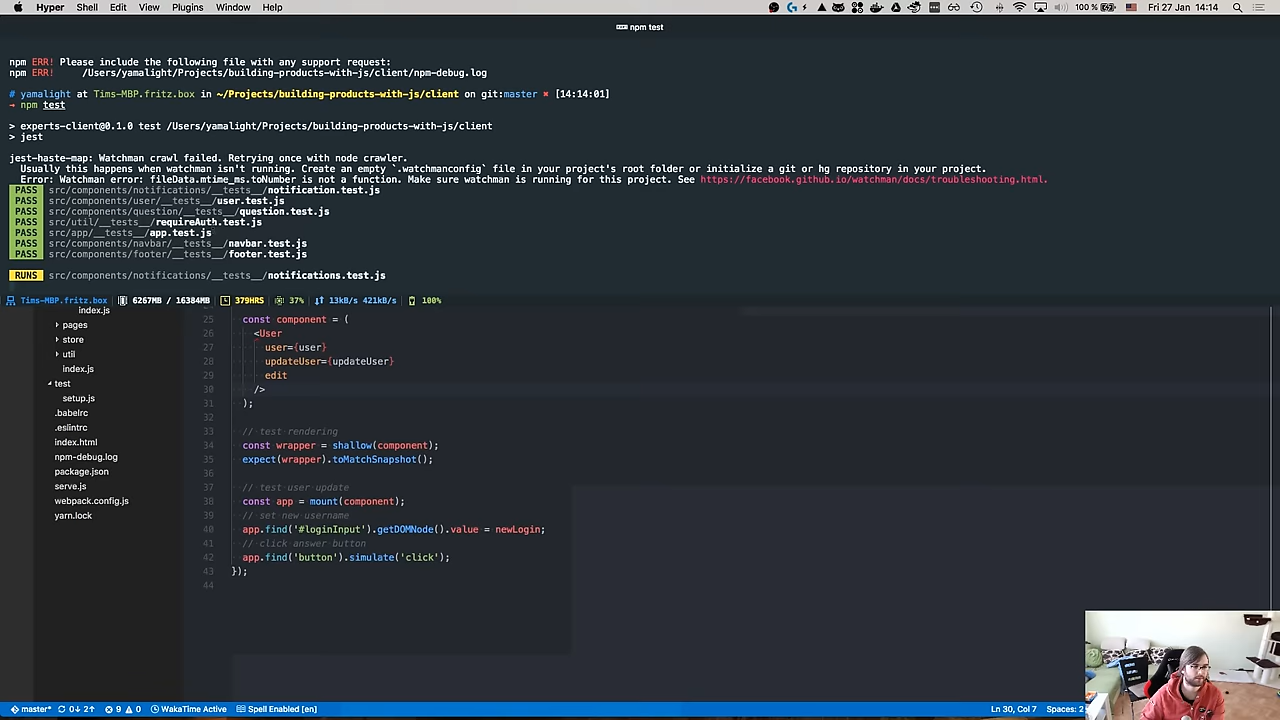 Hyper Shell Edit View Plugins Window Help 100 % Fri 27 Jan 14:14
npm test
npm ERR! Please include the following file with any support request:
npm ERR!     /Users/yamalight/Projects/building-products-with-js/client/npm-debug.log
# yamalight at Tims-MBP.fritz.box in ~/Projects/building-products-with-js/client on git:master ✖ [14:14:01]
→ npm test
> experts-client@0.1.0 test /Users/yamalight/Projects/building-products-with-js/client
> jest
jest-haste-map: Watchman crawl failed. Retrying once with node crawler.
Usually this happens when watchman isn't running. Create an empty `.watchmanconfig` file in your project's root folder or initialize a git or hg repository in your project.
Error: Watchman error: fileData.mtime_ms.toNumber is not a function. Make sure watchman is running for this project. See https://facebook.github.io/watchman/docs/troubleshooting.html.
PASS src/components/notifications/__tests__/notification.test.js
PASS src/components/user/__tests__/user.test.js
PASS src/components/question/__tests__/question.test.js
PASS src/util/__tests__/requireAuth.test.js
PASS src/app/__tests__/app.test.js
PASS src/components/navbar/__tests__/navbar.test.js
PASS src/components/footer/__tests__/footer.test.js
RUNS src/components/notifications/__tests__/notifications.test.js
Tims-MBP.fritz.box 6267MB / 16384MB 379HRS 37% 13kB/s 421kB/s 100%
index.js
pages
store
util
index.js
test
setup.js
.babelrc
.eslintrc
index.html
npm-debug.log
package.json
serve.js
webpack.config.js
yarn.lock
25 const component = (
26 <User
27 user={user}
28 updateUser={updateUser}
29 edit
30 />
31 );
32
33 // test rendering
34 const wrapper = shallow(component);
35 expect(wrapper).toMatchSnapshot();
36
37 // test user update
38 const app = mount(component);
39 // set new username
40 app.find('#loginInput').getDOMNode().value = newLogin;
41 // click answer button
42 app.find('button').simulate('click');
43 });
44
master* 0↓ 2↑ 9 0 WakaTime Active Spell Enabled [en] Ln 30, Col 7 Spaces: 2